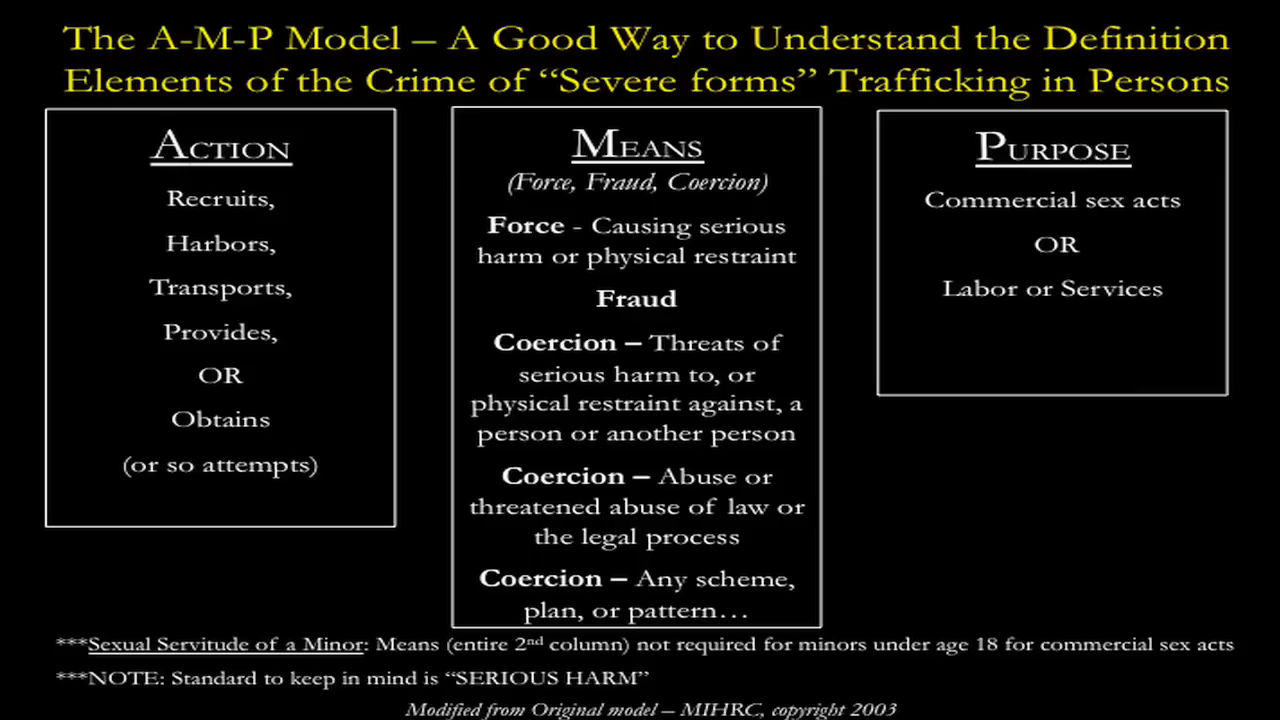 The A-M-P Model – A Good Way to Understand the Definition
Elements of the Crime of “Severe forms” Trafficking in Persons
ACTION
Recruits,
Harbors,
Transports,
Provides,
OR
Obtains
(or so attempts)
MEANS
(Force, Fraud, Coercion)
Force - Causing serious
harm or physical restraint
Fraud
Coercion – Threats of
serious harm to, or
physical restraint against, a
person or another person
Coercion – Abuse or
threatened abuse of law or
the legal process
Coercion – Any scheme,
plan, or pattern…
PURPOSE
Commercial sex acts
OR
Labor or Services
***Sexual Servitude of a Minor: Means (entire 2nd column) not required for minors under age 18 for commercial sex acts
***NOTE: Standard to keep in mind is “SERIOUS HARM”
Modified from Original model – MIHRC, copyright 2003